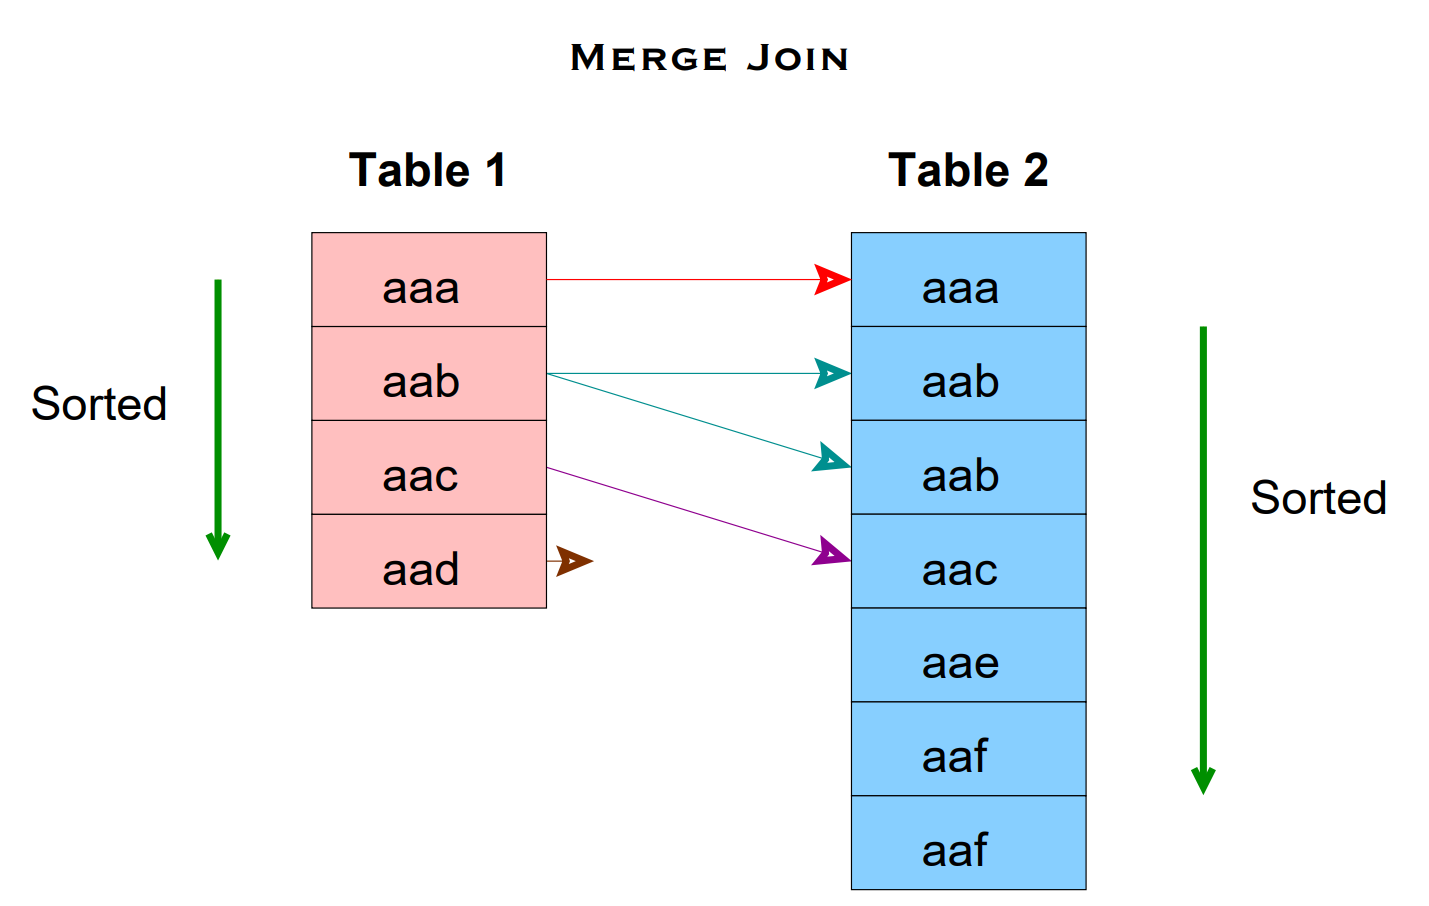 MERGE JOIN
Table 1
Table 2
aaa
aaa
aab
aab
Sorted
aac
aab
Sorted
aad
aac
aae
aaf
aaf